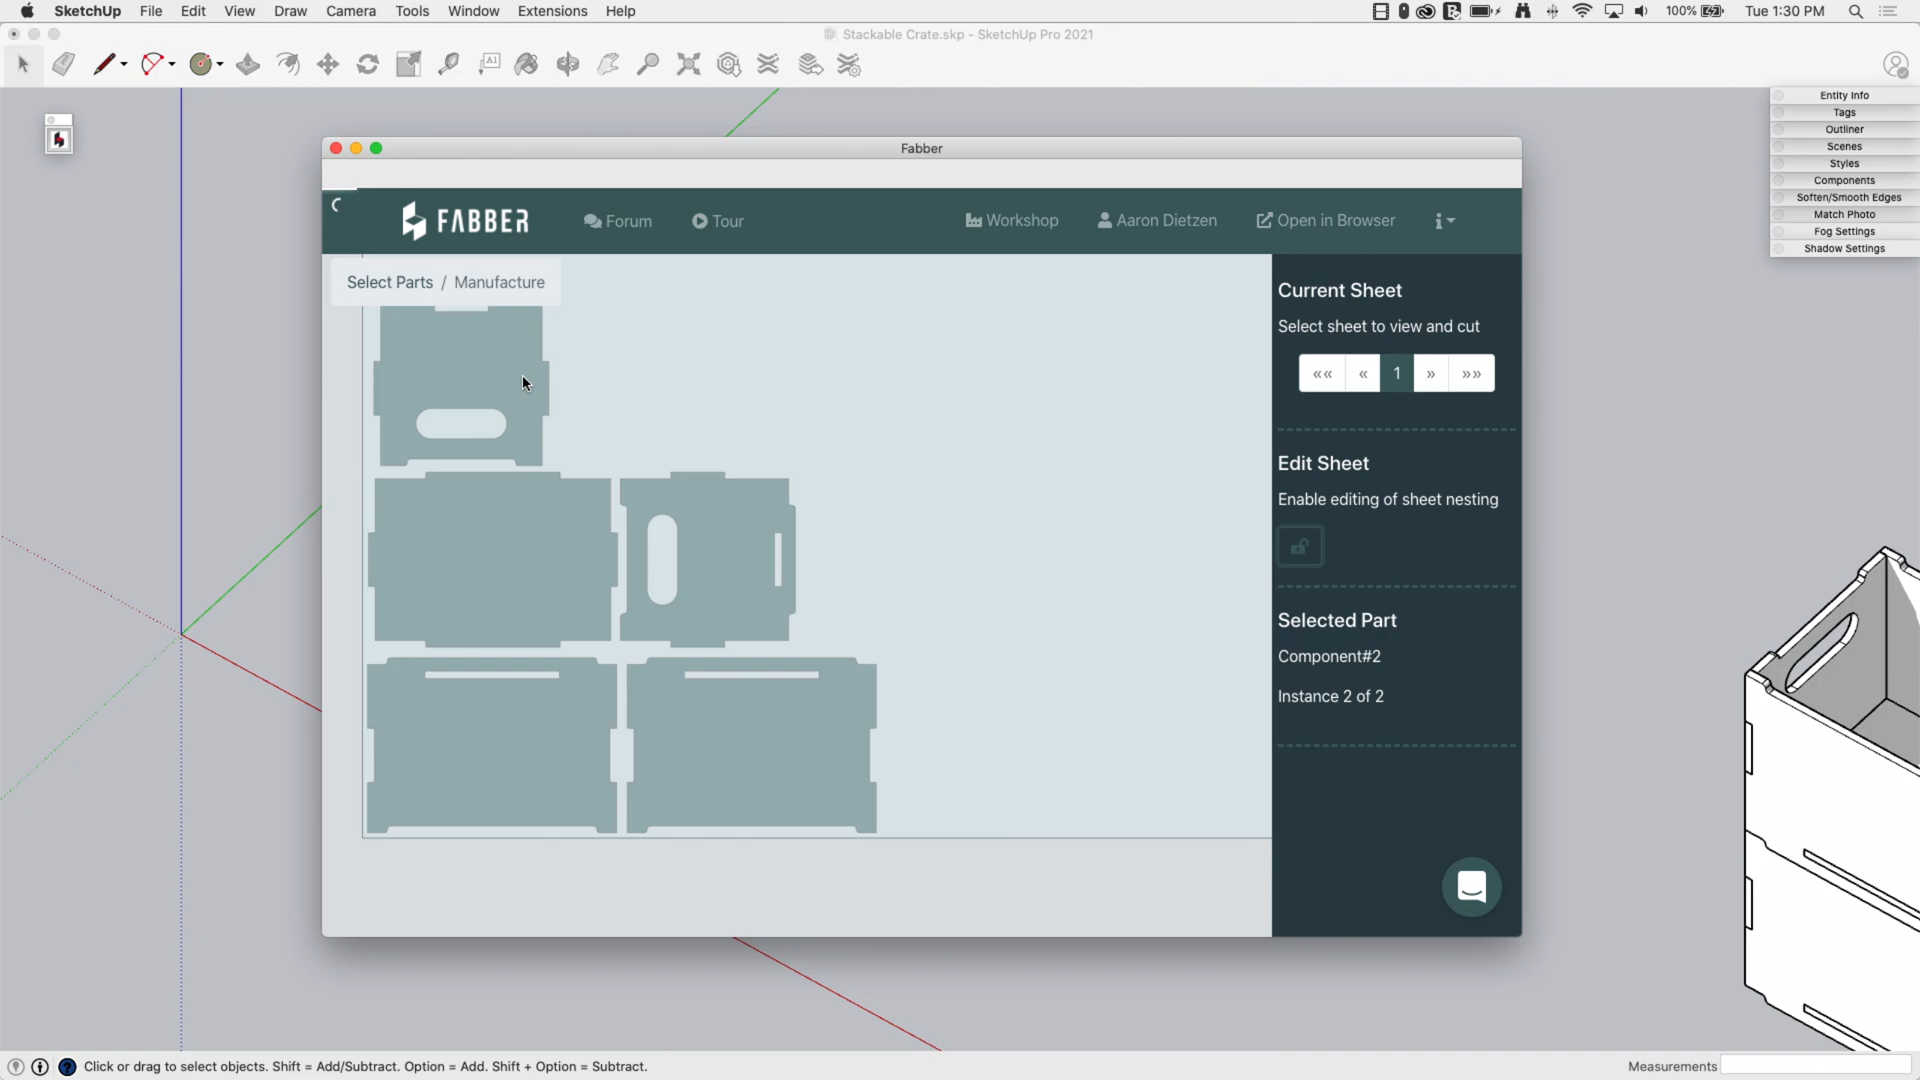 SketchUp File Edit View Draw Camera Tools Window Extensions Help 100% Tue 1:30 PM
Stackable Crate.skp - SketchUp Pro 2021
A1
Entity Info
Tags
Outliner
Scenes
Styles
Components
Soften/Smooth Edges
Match Photo
Fog Settings
Shadow Settings
Fabber
FABBER Forum Tour Workshop Aaron Dietzen Open in Browser
Select Parts / Manufacture
Current Sheet
Select sheet to view and cut
«« « 1 » »»
Edit Sheet
Enable editing of sheet nesting
Selected Part
Component#2
Instance 2 of 2
Click or drag to select objects. Shift = Add/Subtract. Option = Add. Shift + Option = Subtract.
Measurements